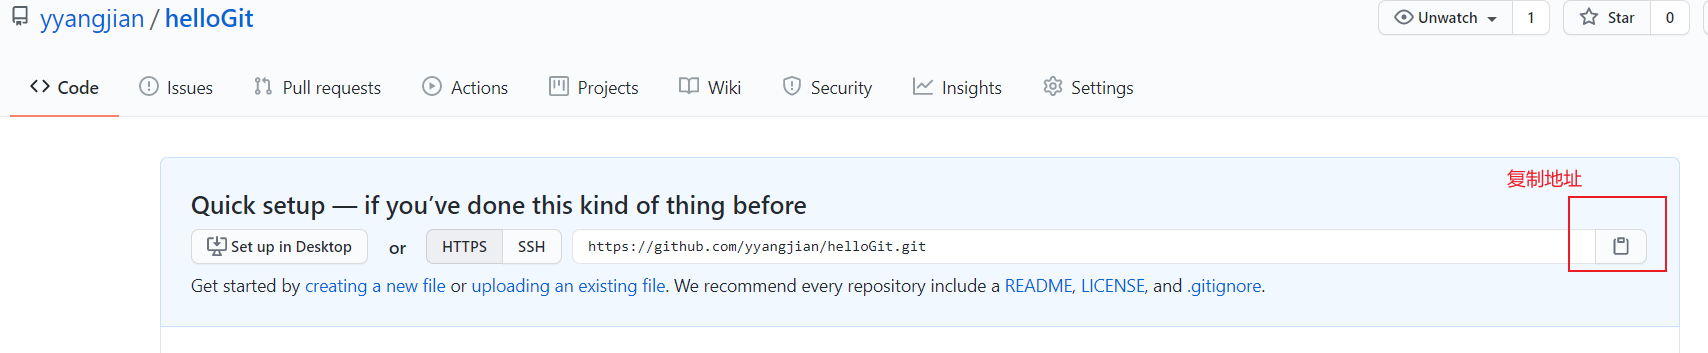 yyangjian / helloGit
Unwatch 1 Star 0
Code Issues Pull requests Actions Projects Wiki Security Insights Settings
复制地址
Quick setup — if you’ve done this kind of thing before
Set up in Desktop or HTTPS SSH https://github.com/yyangjian/helloGit.git
Get started by creating a new file or uploading an existing file. We recommend every repository include a README, LICENSE, and .gitignore.